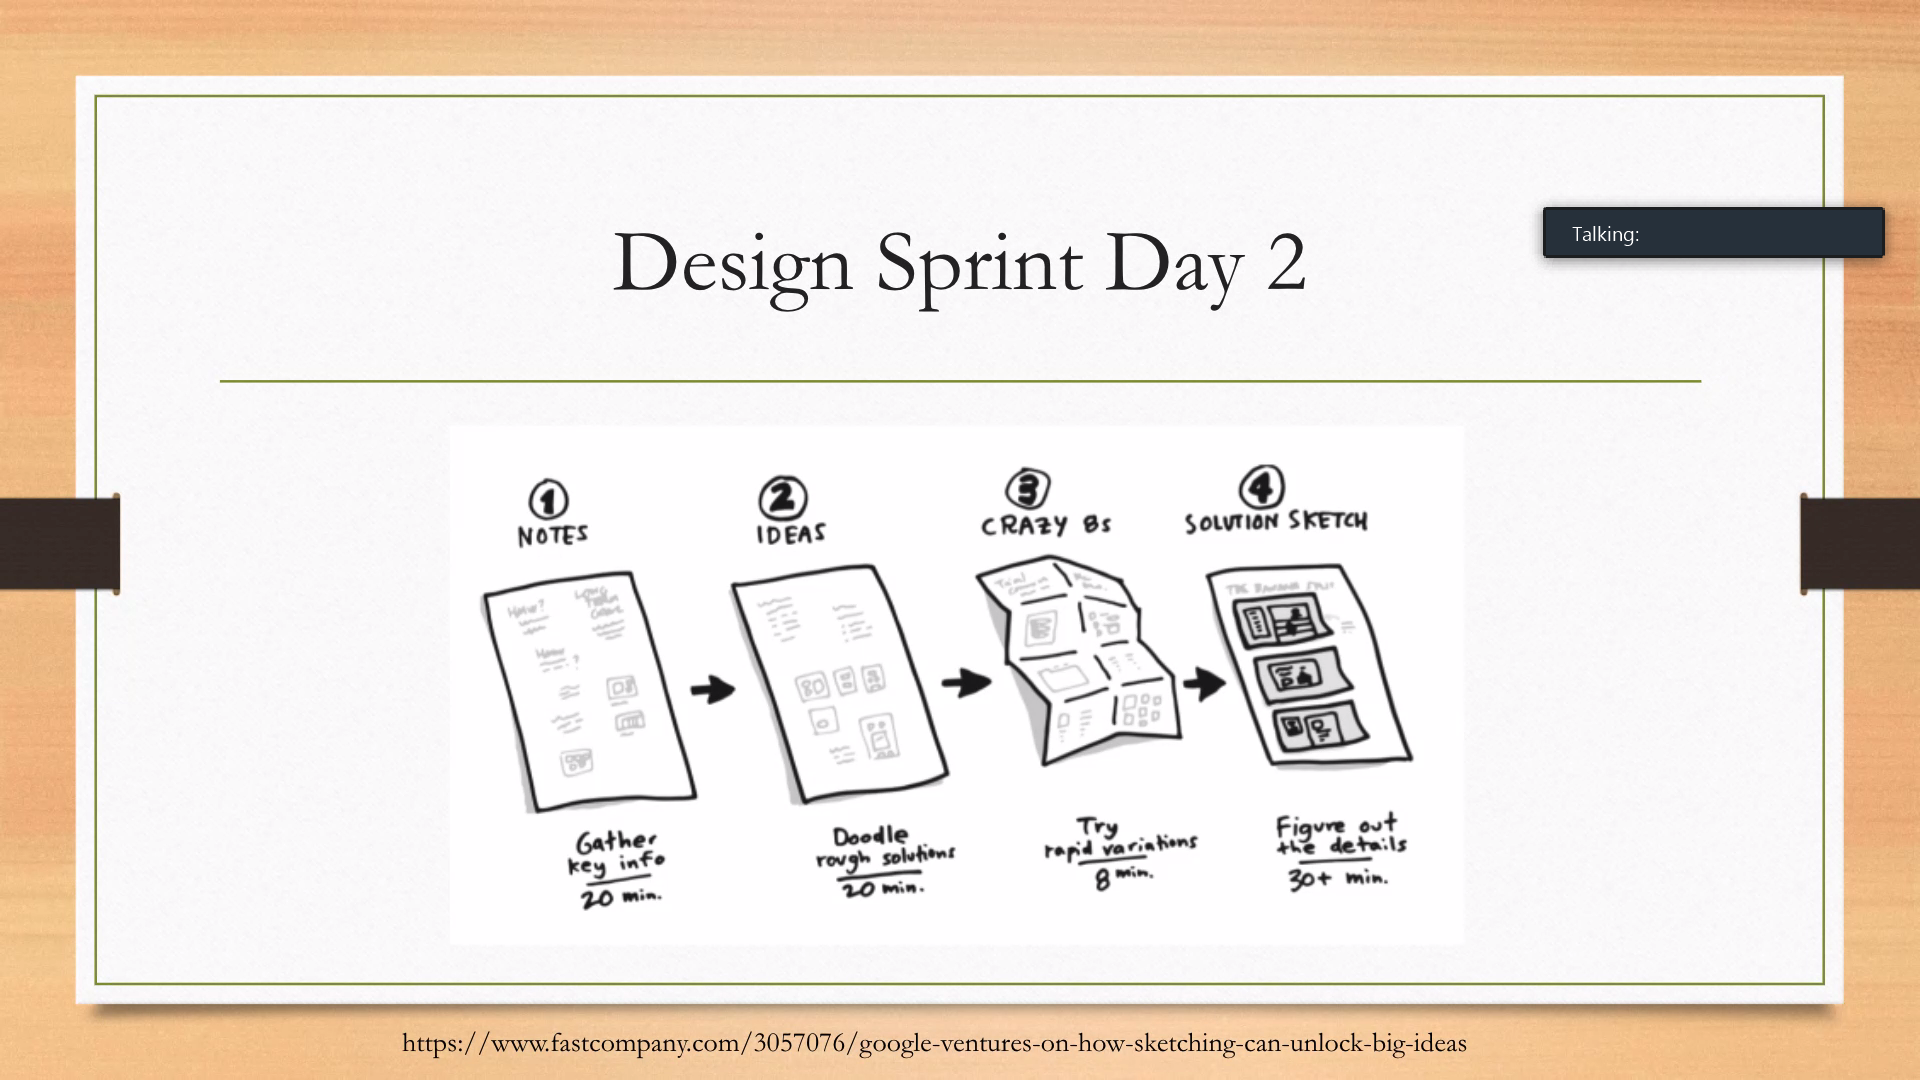 Design Sprint Day 2
Talking:
1
NOTES
2
IDEAS
3
CRAZY 8s
4
SOLUTION SKETCH
Gather
key info
20 min.
Doodle
rough solutions
20 min.
Try
rapid variations
8 min.
Figure out
the details
30+ min.
https://www.fastcompany.com/3057076/google-ventures-on-how-sketching-can-unlock-big-ideas